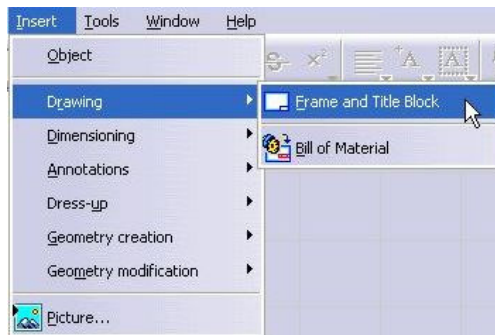 Insert Tools Window Help
Object
Drawing
Frame and Title Block
Dimensioning
Bill of Material
Annotations
Dress-up
Geometry creation
Geometry modification
Picture...